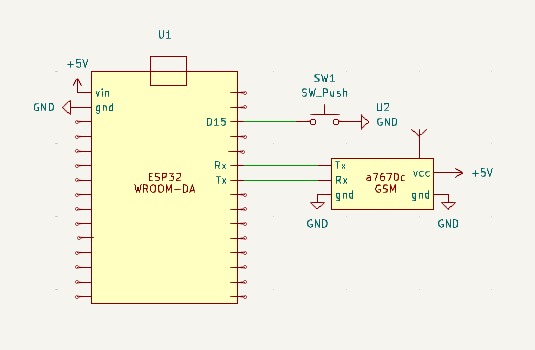 U1
+5V
vin
GND
gnd
D15
SW1
SW_Push
U2
GND
Rx
Tx
ESP32
WROOM-DA
Tx
Rx
gnd
a7670c
GSM
vcc
gnd
+5V
GND
GND